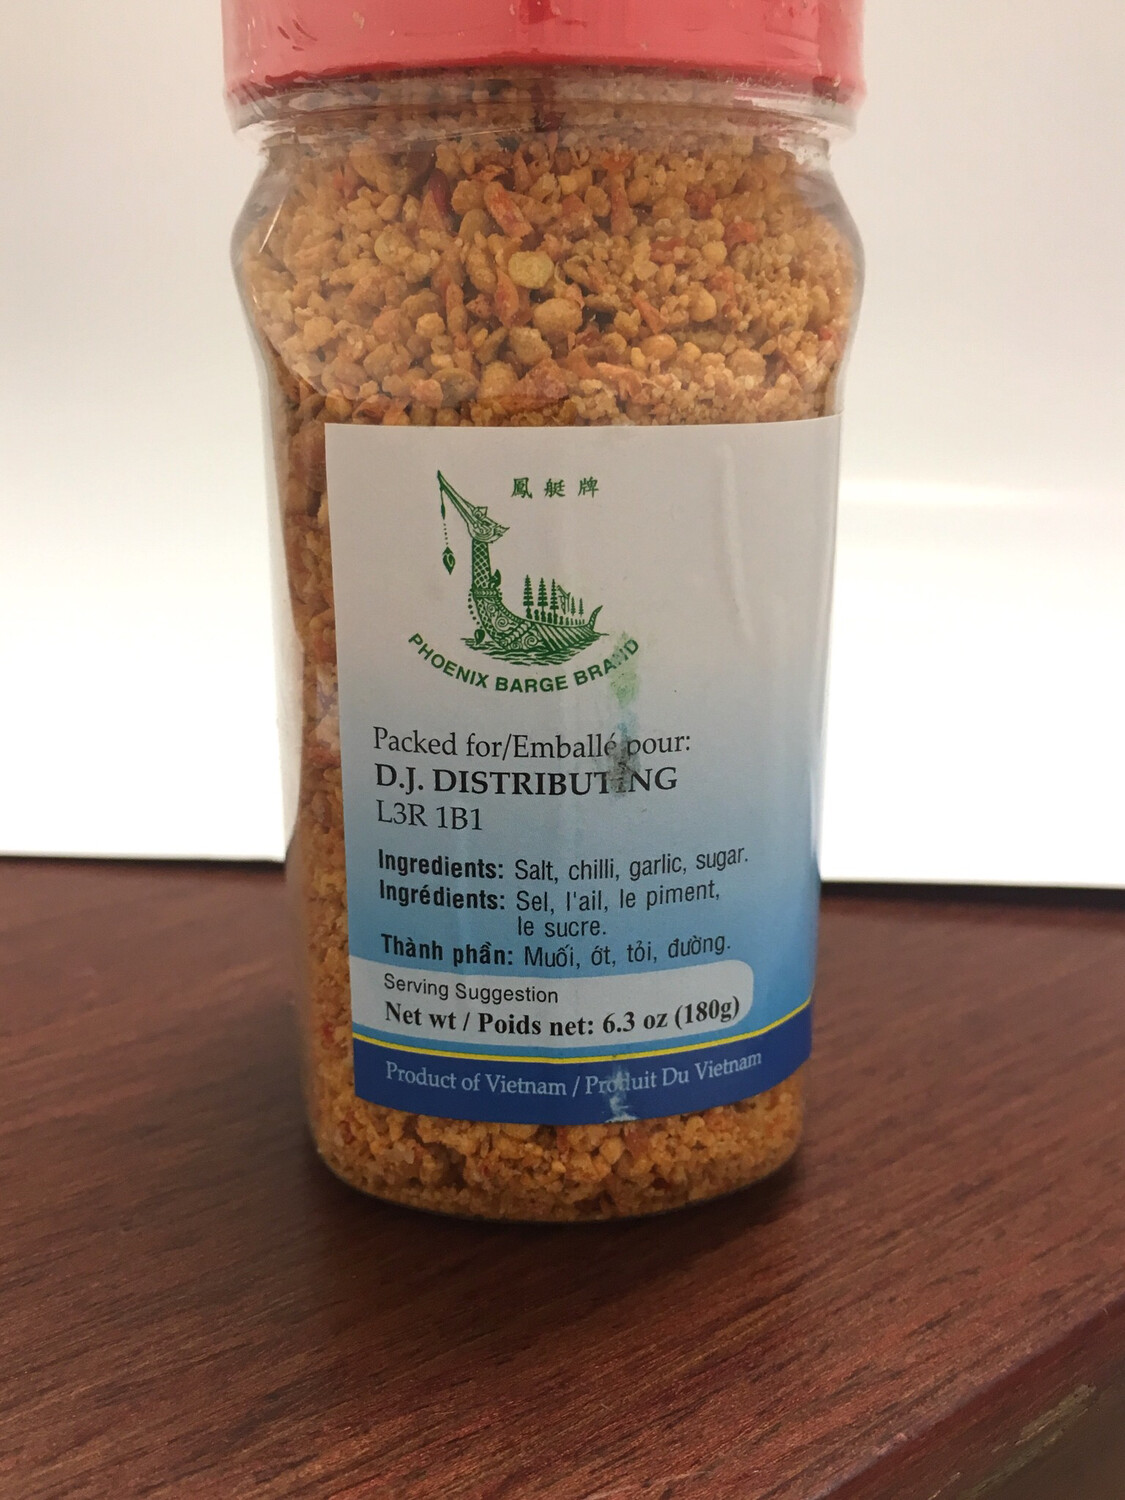 鳳艇牌
PHOENIX BARGE BRAND
Packed for/Emballé pour:
D.J. DISTRIBUTING
L3R 1B1
Ingredients: Salt, chilli, garlic, sugar.
Ingrédients: Sel, l'ail, le piment,
le sucre.
Thành phần: Muối, ớt, tỏi, đường.
Serving Suggestion
Net wt / Poids net: 6.3 oz (180g)
Product of Vietnam / Produit Du Vietnam